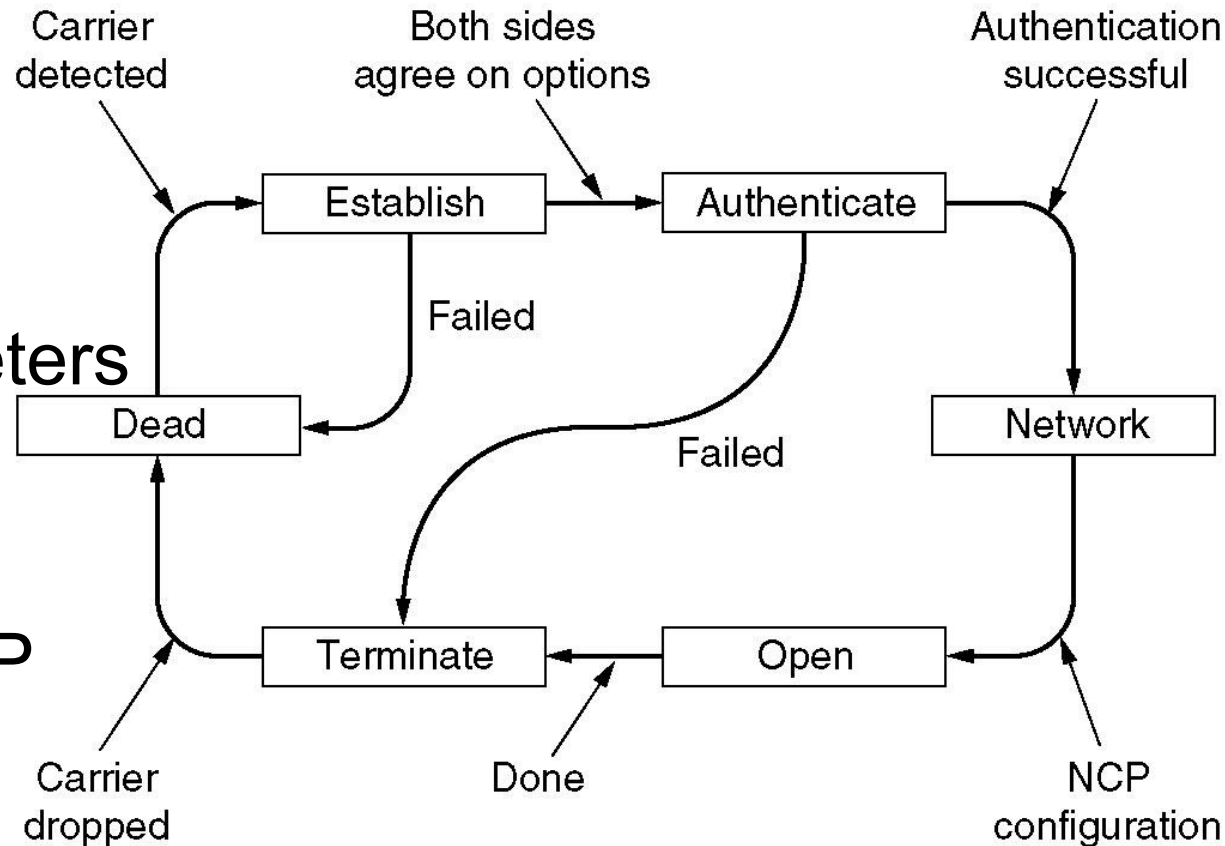 Carrier
detected
Both sides
agree on options
Authentication
successful
Establish
Authenticate
Failed
eters
Dead
Network
Failed
P
Terminate
Open
Carrier
dropped
Done
NCP
configuration